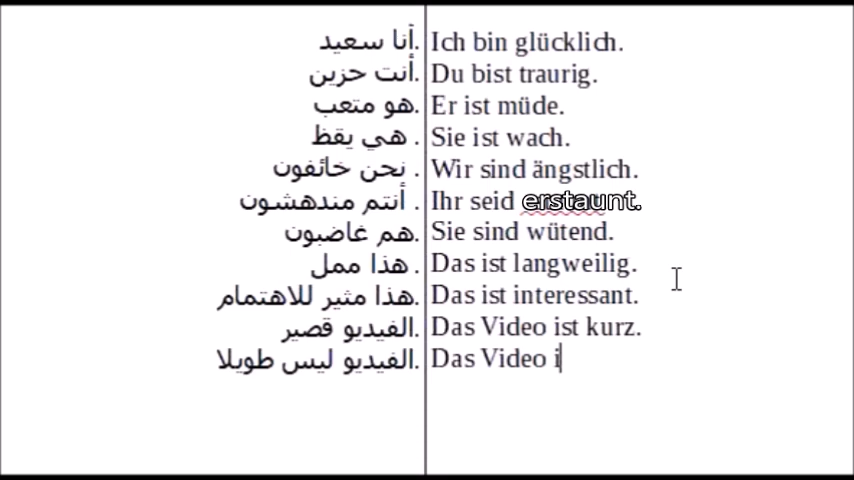 أنا سعيد. Ich bin glücklich.
أنت حزين. Du bist traurig.
هو متعب. Er ist müde.
هي يقظ . Sie ist wach.
نحن خائفون . Wir sind ängstlich.
أنتم مندهشون . Ihr seid erstaunt.
هم غاضبون. Sie sind wütend.
هذا ممل . Das ist langweilig.
هذا مثير للاهتمام. Das ist interessant.
الفيديو قصير. Das Video ist kurz.
الفيديو ليس طويلا. Das Video i